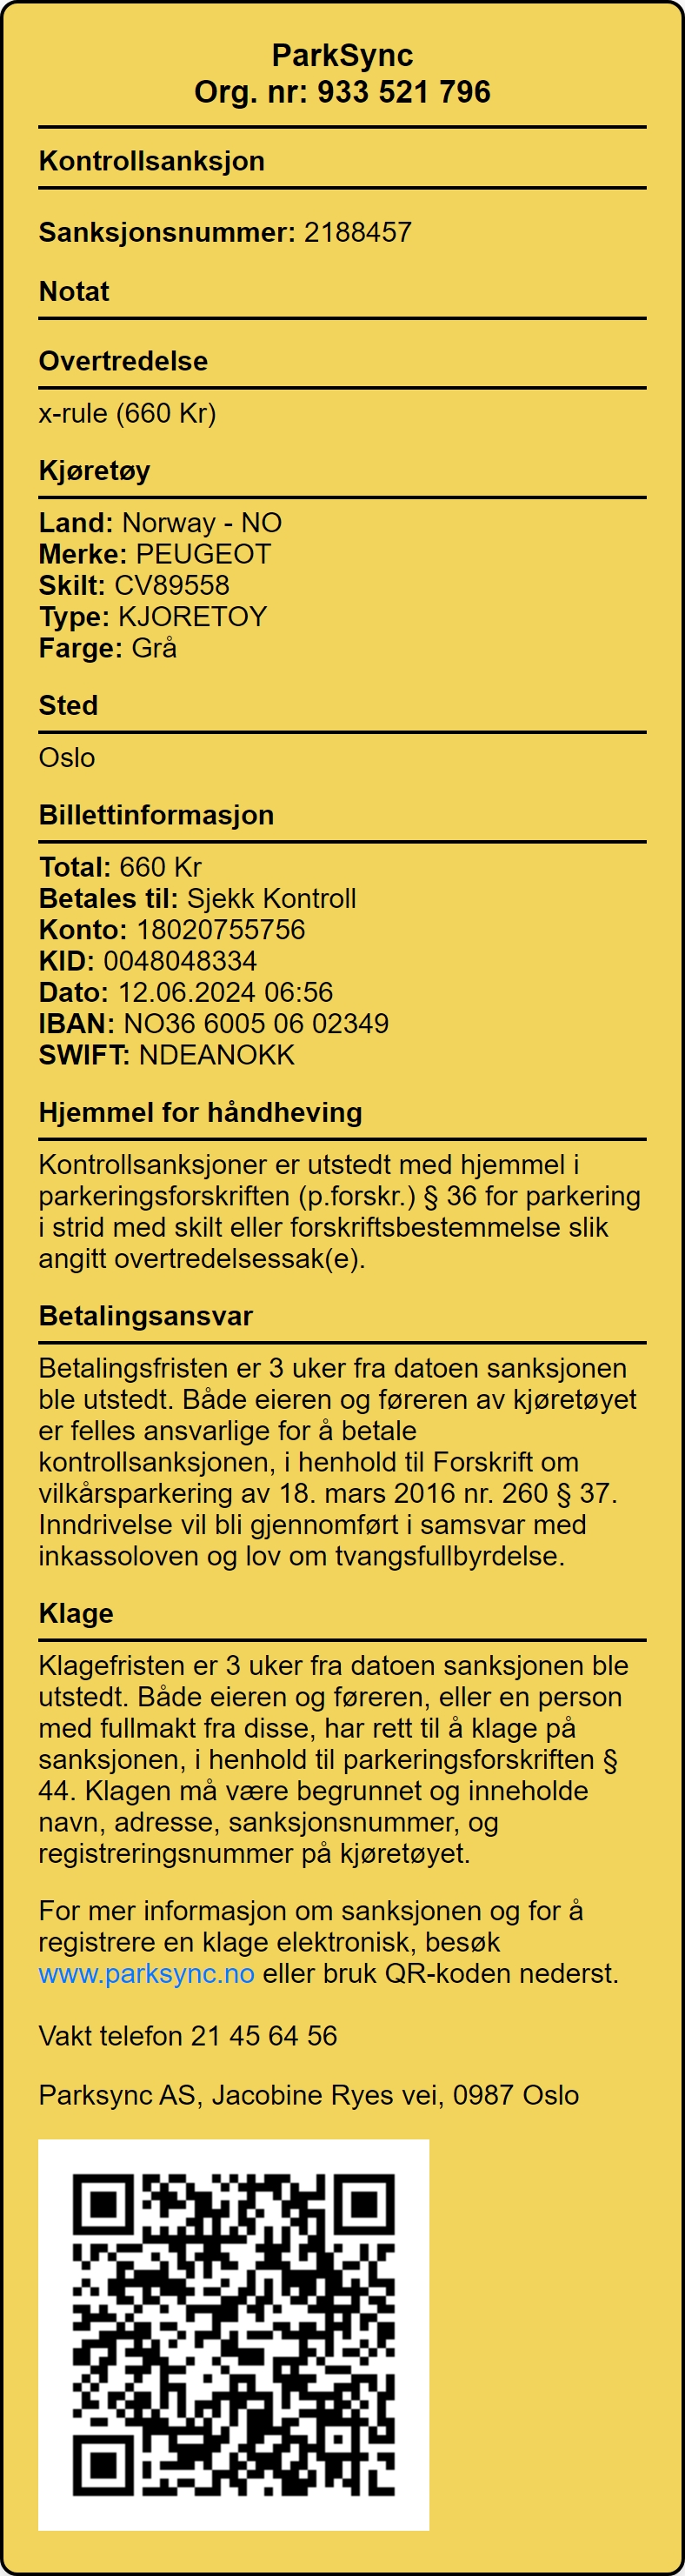 ParkSync
Org. nr: 933 521 796
Kontrollsanksjon
Sanksjonsnummer: 2188457
Notat
Overtredelse
x-rule (660 Kr)
Kjøretøy
Land: Norway - NO
Merke: PEUGEOT
Skilt: CV89558
Type: KJORETOY
Farge: Grå
Sted
Oslo
Billettinformasjon
Total: 660 Kr
Betales til: Sjekk Kontroll
Konto: 18020755756
KID: 0048048334
Dato: 12.06.2024 06:56
IBAN: NO36 6005 06 02349
SWIFT: NDEANOKK
Hjemmel for håndheving
Kontrollsanksjoner er utstedt med hjemmel i
parkeringsforskriften (p.forskr.) § 36 for parkering
i strid med skilt eller forskriftsbestemmelse slik
angitt overtredelsessak(e).
Betalingsansvar
Betalingsfristen er 3 uker fra datoen sanksjonen
ble utstedt. Både eieren og føreren av kjøretøyet
er felles ansvarlige for å betale
kontrollsanksjonen, i henhold til Forskrift om
vilkårsparkering av 18. mars 2016 nr. 260 § 37.
Inndrivelse vil bli gjennomført i samsvar med
inkassoloven og lov om tvangsfullbyrdelse.
Klage
Klagefristen er 3 uker fra datoen sanksjonen ble
utstedt. Både eieren og føreren, eller en person
med fullmakt fra disse, har rett til å klage på
sanksjonen, i henhold til parkeringsforskriften §
44. Klagen må være begrunnet og inneholde
navn, adresse, sanksjonsnummer, og
registreringsnummer på kjøretøyet.
For mer informasjon om sanksjonen og for å
registrere en klage elektronisk, besøk
www.parksync.no eller bruk QR-koden nederst.
Vakt telefon 21 45 64 56
Parksync AS, Jacobine Ryes vei, 0987 Oslo